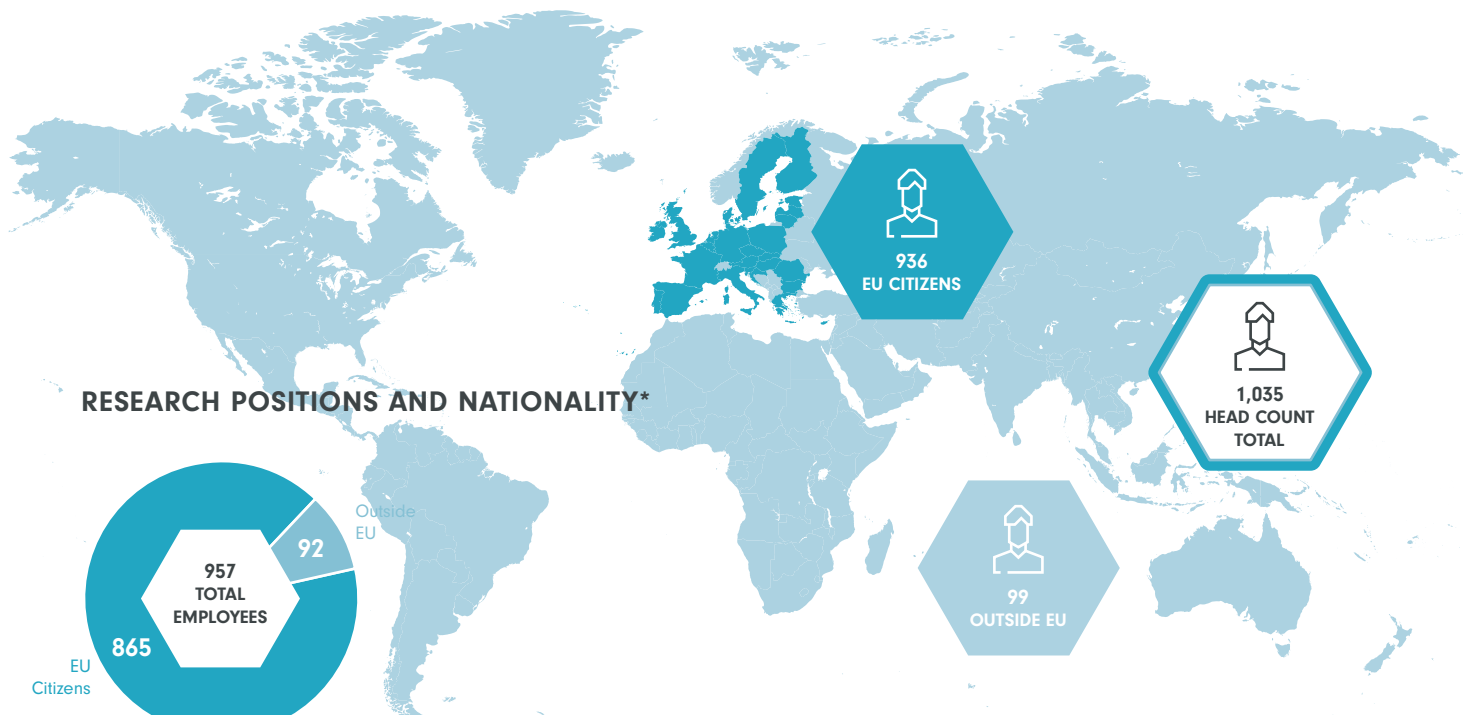 936
EU CITIZENS
1,035
HEAD COUNT
TOTAL
RESEARCH POSITIONS AND NATIONALITY*
Outside
EU
92
957
TOTAL
EMPLOYEES
865
EU
Citizens
99
OUTSIDE EU